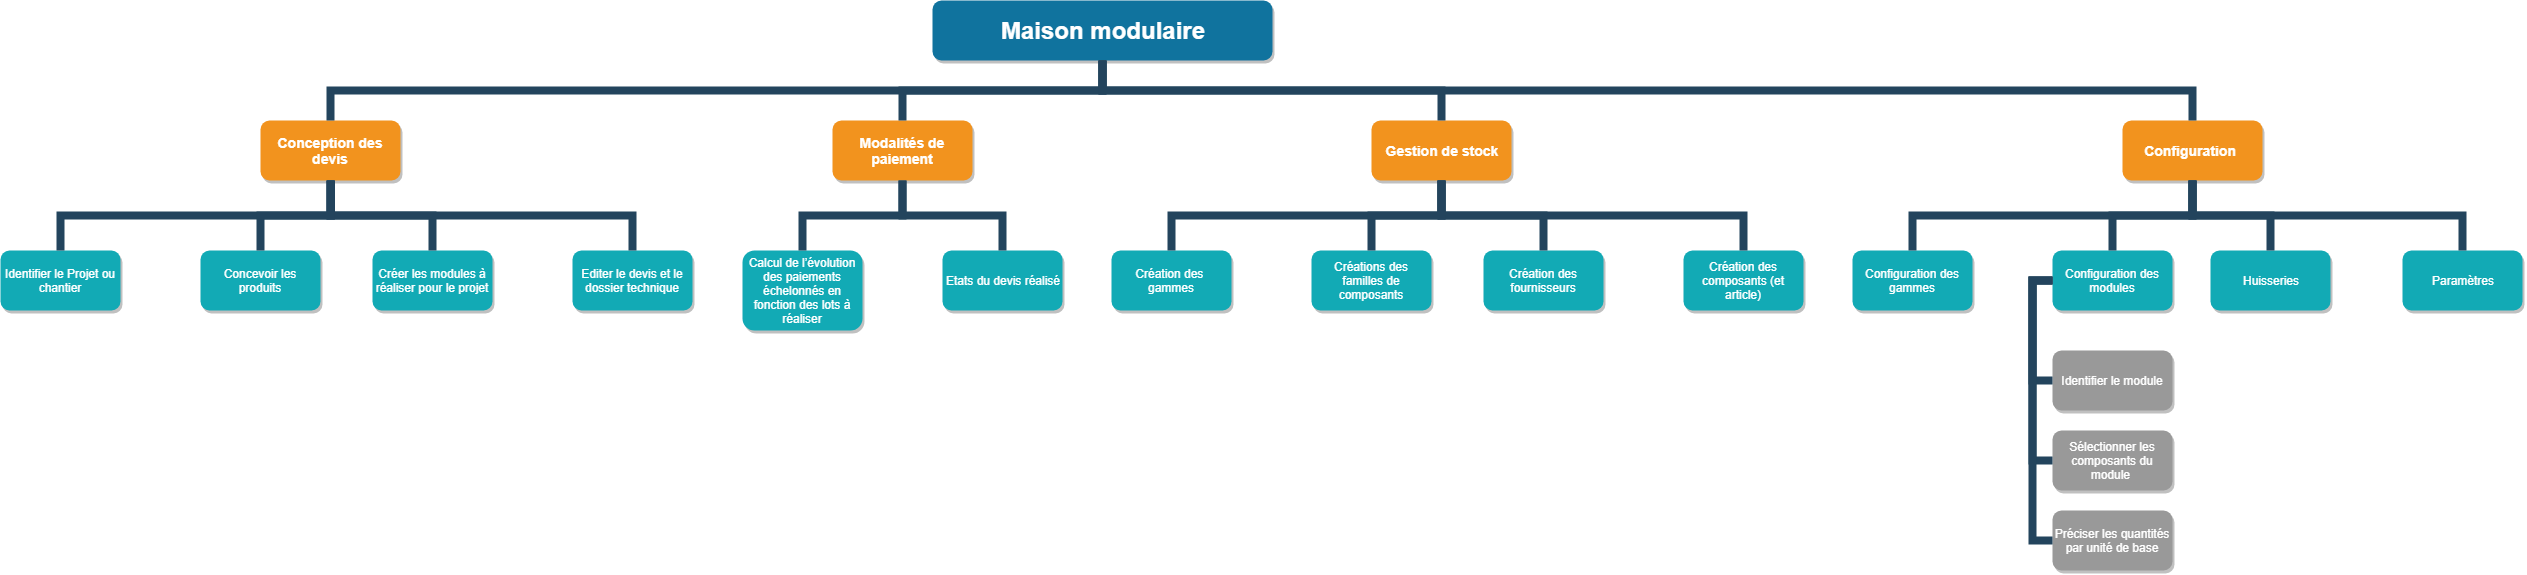 Maison modulaire
Conception des
devis
Modalités de
paiement
Gestion de stock
Configuration
Identifier le Projet ou
chantier
Concevoir les
produits
Créer les modules à
réaliser pour le projet
Editer le devis et le
dossier technique
Calcul de l'évolution
des paiements
échelonnés en
fonction des lots à
réaliser
Etats du devis réalisé
Création des
gammes
Créations des
familles de
composants
Création des
fournisseurs
Création des
composants (et
article)
Configuration des
gammes
Configuration des
modules
Huisseries
Paramètres
Identifier le module
Sélectionner les
composants du
module
Préciser les quantités
par unité de base